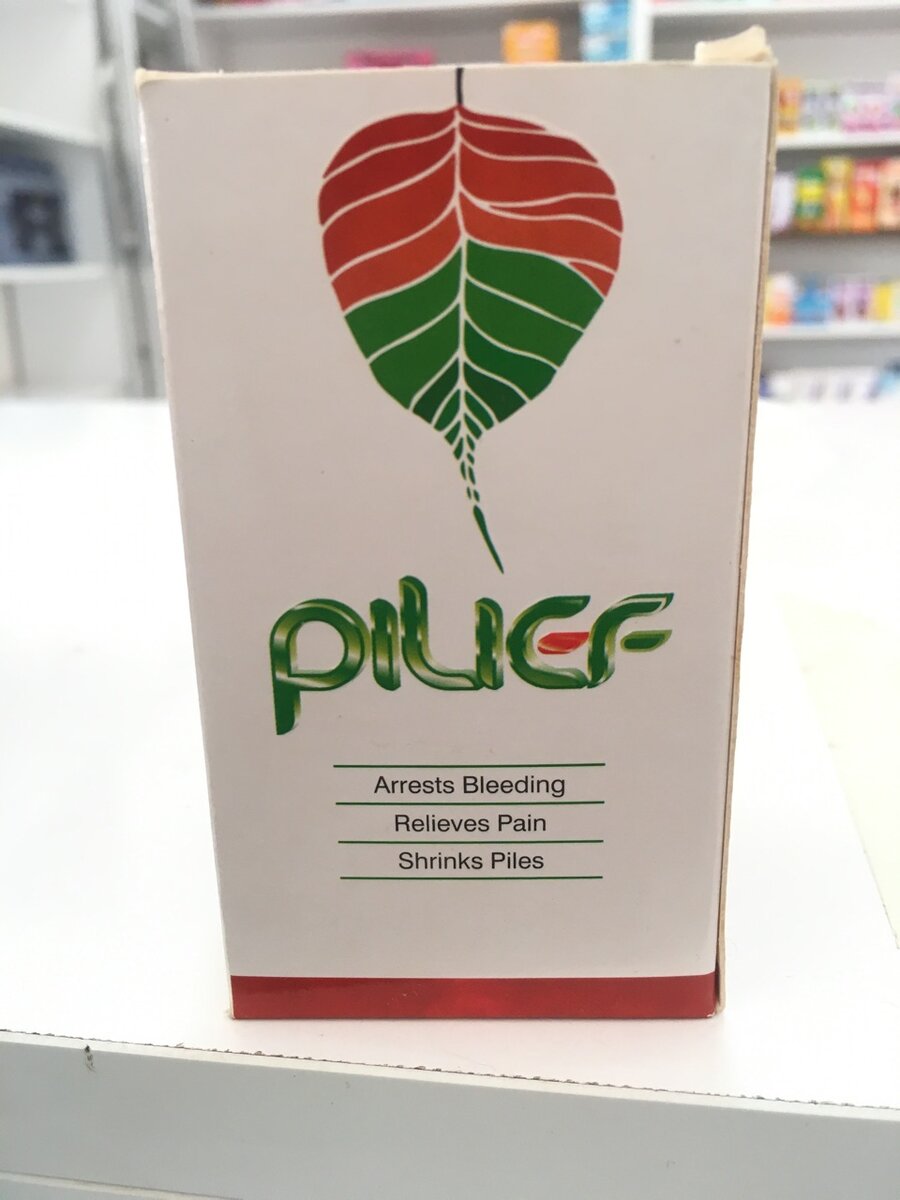 PILIEF
Arrests Bleeding
Relieves Pain
Shrinks Piles